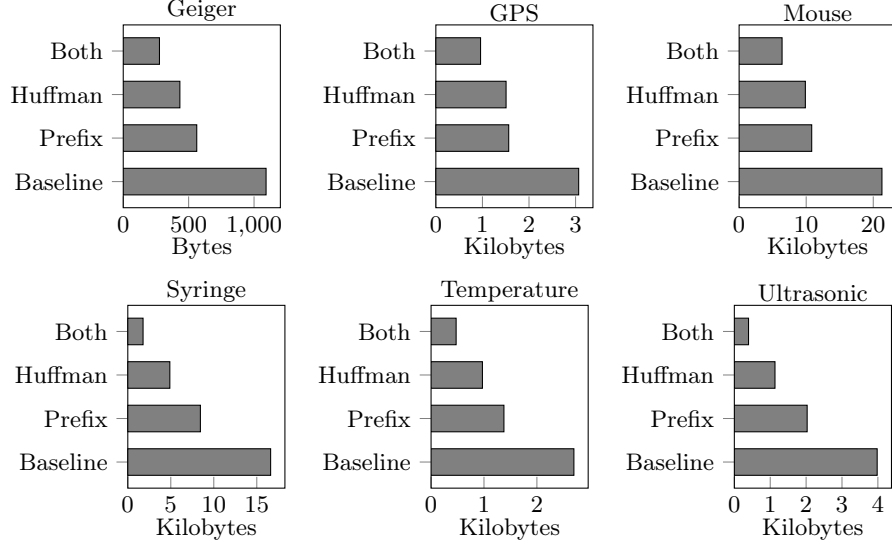 Geiger
Both
Huffman
Prefix
Baseline
0 500 1,000
Bytes
GPS
Both
Huffman
Prefix
Baseline
0 1 2 3
Kilobytes
Mouse
Both
Huffman
Prefix
Baseline
0 10 20
Kilobytes
Syringe
Both
Huffman
Prefix
Baseline
0 5 10 15
Kilobytes
Temperature
Both
Huffman
Prefix
Baseline
0 1 2
Kilobytes
Ultrasonic
Both
Huffman
Prefix
Baseline
0 1 2 3 4
Kilobytes